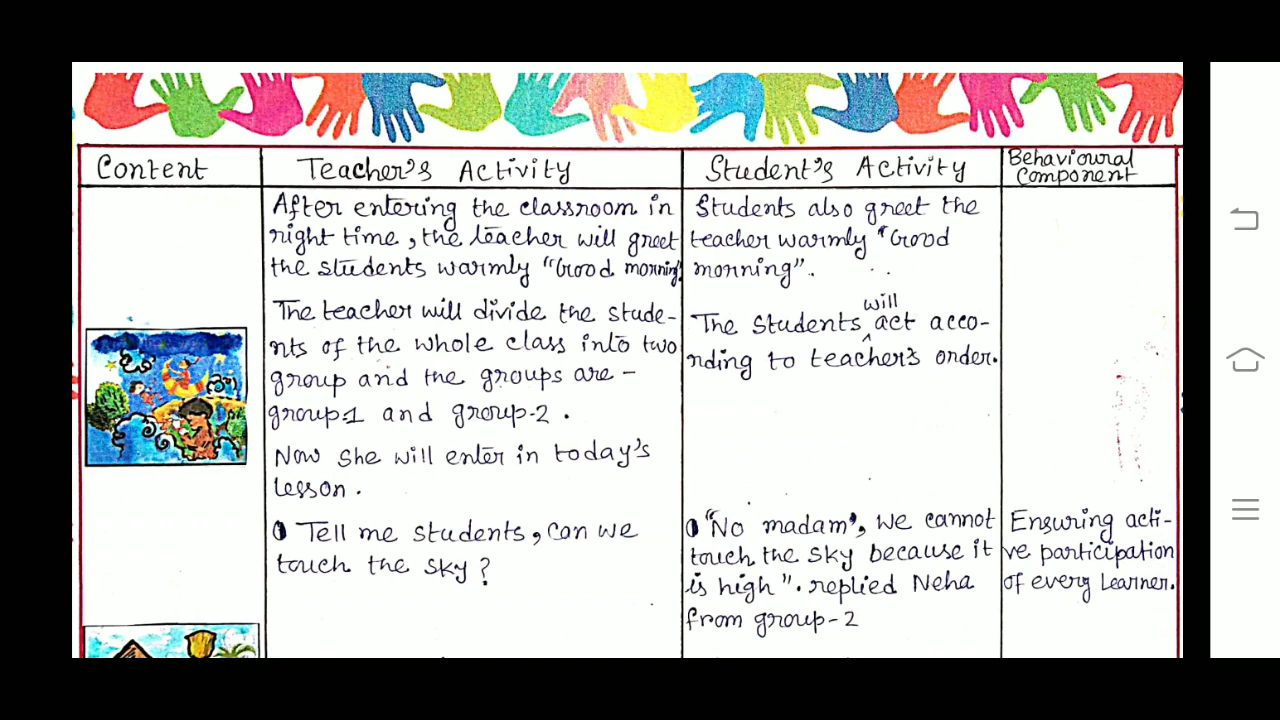 Content
Teacher's Activity
Student's Activity
Behavioural
Component
After entering the classroom in
right time, the teacher will greet
the students warmly "Good morning".
The teacher will divide the stude-
nts of the whole class into two
group and the groups are -
group-1 and group-2.
Now she will enter in today's
lesson.
Tell me students, can we
touch the sky?
Students also greet the
teacher warmly "Good
morning".
will
The students ^ act acco-
rding to teacher's order.
"No madam", we cannot
touch the sky because it
is high". replied Neha
from group-2
Ensuring acti-
ve participation
of every learner.